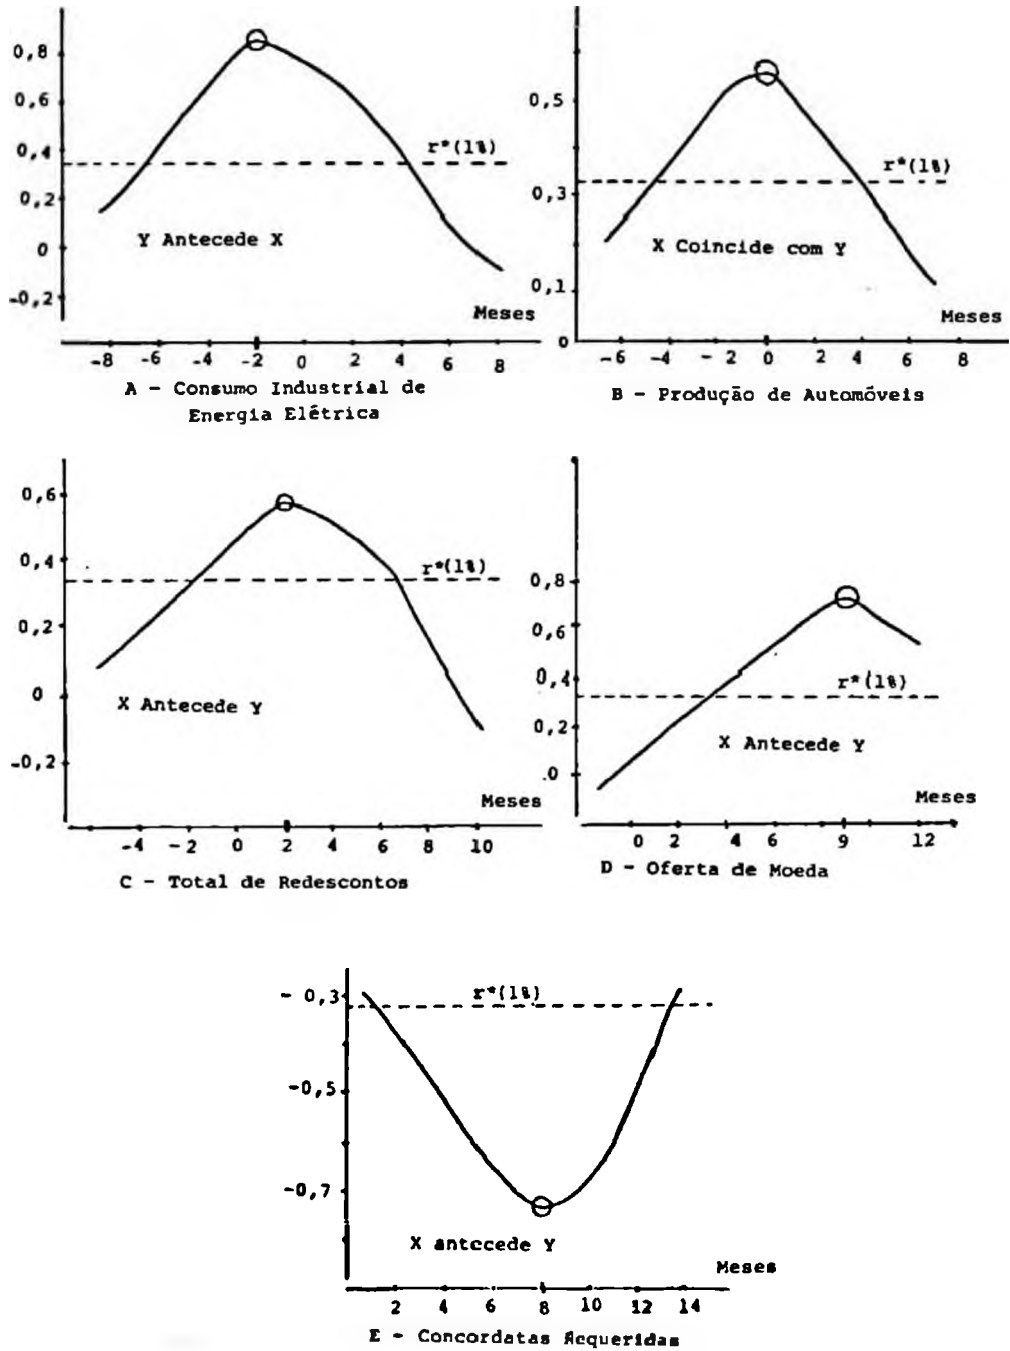 0,8
0,6
0,4
0,2
0
-0,2
r*(1%)
Y Antecede X
Meses
-8 -6 -4 -2 0 2 4 6 8
A - Consumo Industrial de
Energia Elétrica
0,5
0,3
0,1
0
r*(1%)
X Coincide com Y
Meses
-6 -4 -2 0 2 4 6 8
B - Produção de Automóveis
0,6
0,4
0,2
0
-0,2
r*(1%)
X Antecede Y
Meses
-4 -2 0 2 4 6 8 10
C - Total de Redescontos
0,8
0,6
0,4
0,2
0
r*(1%)
X Antecede Y
Meses
0 2 4 6 9 12
D - Oferta de Moeda
- 0,3
-0,5
-0,7
r*(1%)
X antecede Y
Meses
2 4 6 8 10 12 14
E - Concordatas Requeridas